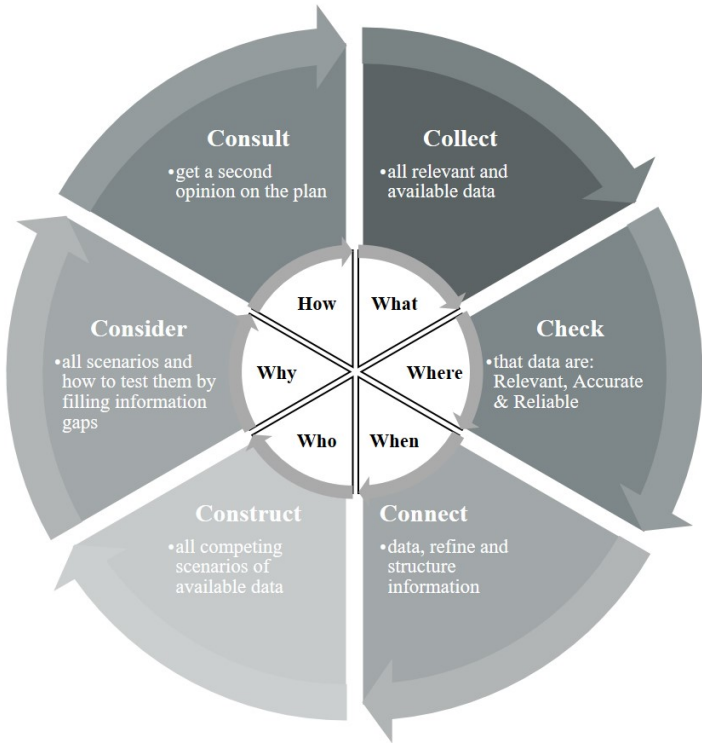 Consult
•get a second
opinion on the plan
Collect
•all relevant and
available data
Check
•that data are:
Relevant, Accurate
& Reliable
Connect
•data, refine and
structure
information
Construct
•all competing
scenarios of
available data
Consider
•all scenarios and
how to test them by
filling information
gaps
How
What
Where
When
Who
Why